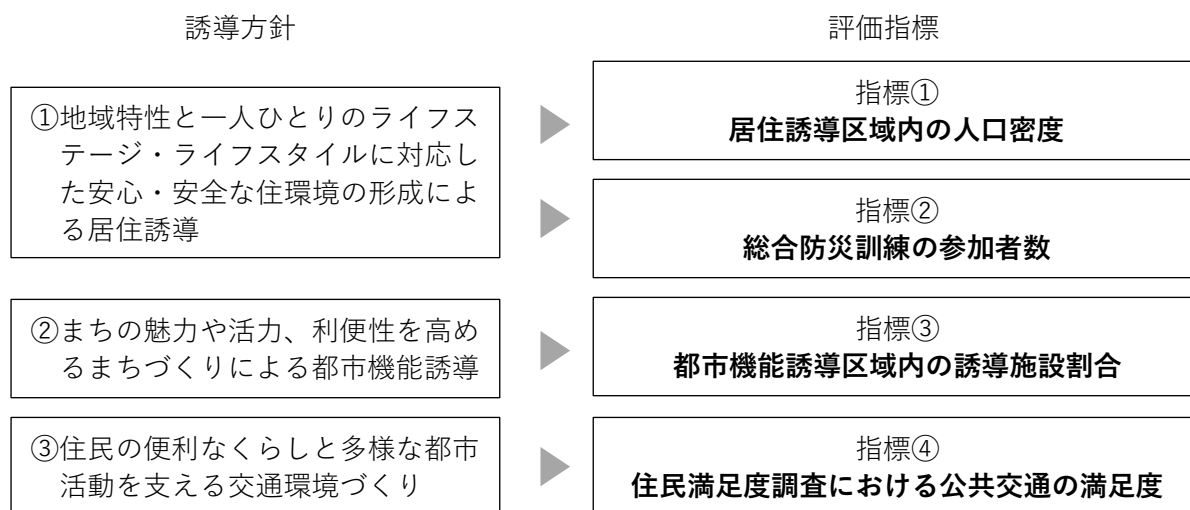 誘導方針
評価指標
①地域特性と一人ひとりのライフス
テージ・ライフスタイルに対応し
た安心・安全な住環境の形成によ
る居住誘導
指標①
居住誘導区域内の人口密度
指標②
総合防災訓練の参加者数
②まちの魅力や活力、利便性を高め
るまちづくりによる都市機能誘導
指標③
都市機能誘導区域内の誘導施設割合
③住民の便利なくらしと多様な都市
活動を支える交通環境づくり
指標④
住民満足度調査における公共交通の満足度